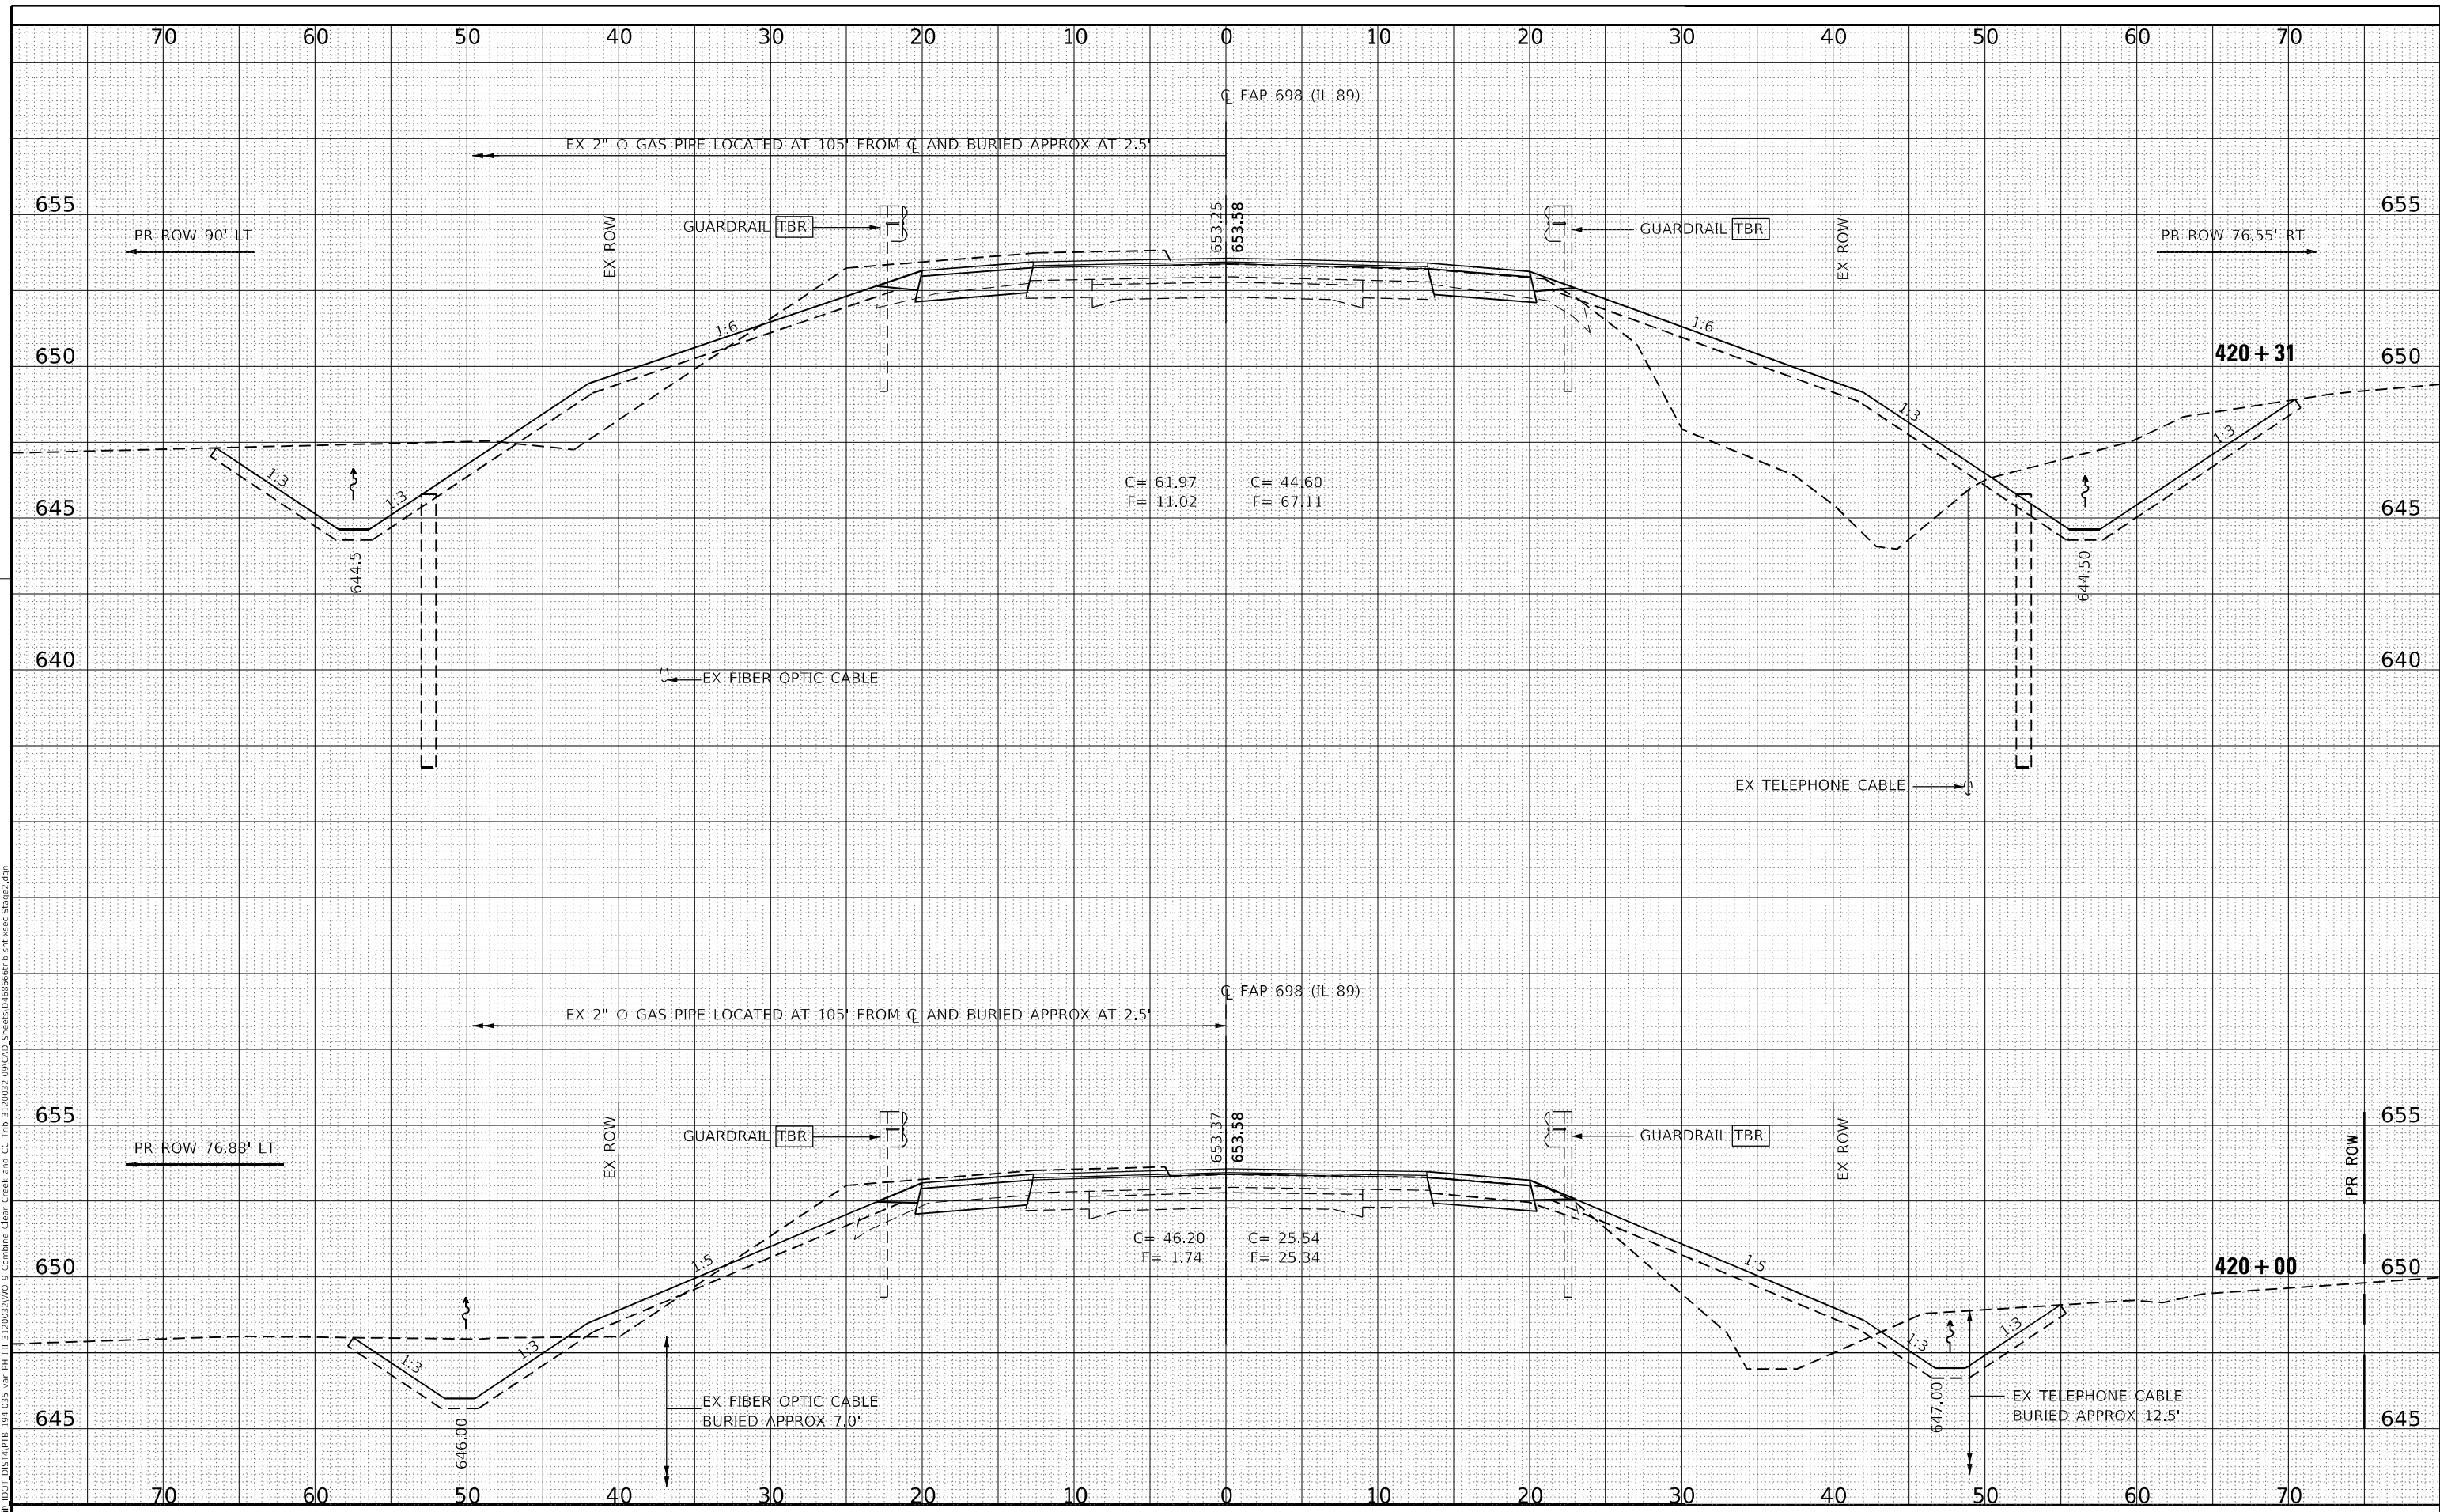 70 60 50 40 30 20 10 0 10 20 30 40 50 60 70
℄ FAP 698 (IL 89)
EX 2" ∅ GAS PIPE LOCATED AT 105' FROM ℄ AND BURIED APPROX AT 2.5'
655
655
PR ROW 90' LT
EX ROW
GUARDRAIL TBR
653.25
653.58
GUARDRAIL TBR
EX ROW
PR ROW 76.55' RT
1:6
1:6
650
420+31
650
1:3
1:3
1:3
1:3
C= 61.97
F= 11.02
C= 44.60
F= 67.11
645
645
644.5
644.50
640
640
EX FIBER OPTIC CABLE
EX TELEPHONE CABLE
℄ FAP 698 (IL 89)
EX 2" ∅ GAS PIPE LOCATED AT 105' FROM ℄ AND BURIED APPROX AT 2.5'
655
655
PR ROW 76.88' LT
EX ROW
GUARDRAIL TBR
653.37
653.58
GUARDRAIL TBR
EX ROW
PR ROW
C= 46.20
F= 1.74
C= 25.54
F= 25.34
1:5
1:5
650
420+00
650
1:3
1:3
1:3
1:3
EX FIBER OPTIC CABLE
BURIED APPROX 7.0'
EX TELEPHONE CABLE
BURIED APPROX 12.5'
645
645
646.00
647.00
70 60 50 40 30 20 10 0 10 20 30 40 50 60 70